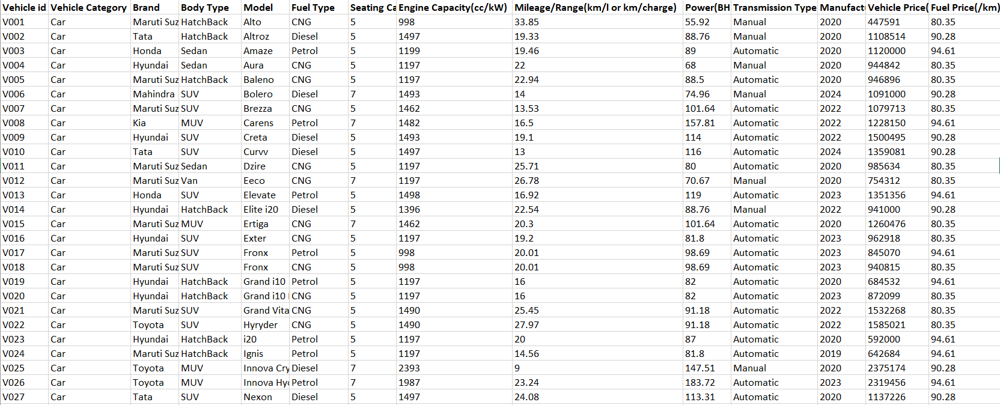 Vehicle id Vehicle Category Brand Body Type Model Fuel Type Seating Ca Engine Capacity(cc/kW) Mileage/Range(km/l or km/charge) Power(BH Transmission Type Manufact Vehicle Price( Fuel Price(/km)
V001 Car Maruti Suz HatchBack Alto CNG 5 998 33.85 55.92 Manual 2020 447591 80.35
V002 Car Tata HatchBack Altroz Diesel 5 1497 19.33 88.76 Manual 2020 1108514 90.28
V003 Car Honda Sedan Amaze Petrol 5 1199 19.46 89 Automatic 2020 1120000 94.61
V004 Car Hyundai Sedan Aura CNG 5 1197 22 68 Manual 2020 944842 80.35
V005 Car Maruti Suz HatchBack Baleno CNG 5 1197 22.94 88.5 Automatic 2020 946896 80.35
V006 Car Mahindra SUV Bolero Diesel 7 1493 14 74.96 Manual 2024 1091000 90.28
V007 Car Maruti Suz SUV Brezza CNG 5 1462 13.53 101.64 Automatic 2022 1079713 80.35
V008 Car Kia MUV Carens Petrol 7 1482 16.5 157.81 Automatic 2022 1228150 94.61
V009 Car Hyundai SUV Creta Diesel 5 1493 19.1 114 Automatic 2022 1500495 90.28
V010 Car Tata SUV Curvv Diesel 5 1497 13 116 Automatic 2024 1359081 90.28
V011 Car Maruti Suz Sedan Dzire CNG 5 1197 25.71 80 Automatic 2020 985634 80.35
V012 Car Maruti Suz Van Eeco CNG 7 1197 26.78 70.67 Manual 2020 754312 80.35
V013 Car Honda SUV Elevate Petrol 5 1498 16.92 119 Automatic 2023 1351356 94.61
V014 Car Hyundai HatchBack Elite i20 Diesel 5 1396 22.54 88.76 Manual 2022 941000 90.28
V015 Car Maruti Suz MUV Ertiga CNG 7 1462 20.3 101.64 Automatic 2020 1260476 80.35
V016 Car Hyundai SUV Exter CNG 5 1197 19.2 81.8 Automatic 2023 962918 80.35
V017 Car Maruti Suz SUV Fronx Petrol 5 998 20.01 98.69 Automatic 2023 845070 94.61
V018 Car Maruti Suz SUV Fronx CNG 5 998 20.01 98.69 Automatic 2023 940815 80.35
V019 Car Hyundai HatchBack Grand i10 Petrol 5 1197 16 82 Automatic 2020 684532 94.61
V020 Car Hyundai HatchBack Grand i10 CNG 5 1197 16 82 Automatic 2023 872099 80.35
V021 Car Maruti Suz SUV Grand Vita CNG 5 1490 25.45 91.18 Automatic 2022 1532268 80.35
V022 Car Toyota SUV Hyryder CNG 5 1490 27.97 91.18 Automatic 2022 1585021 80.35
V023 Car Hyundai HatchBack i20 Petrol 5 1197 20 87 Automatic 2020 592000 94.61
V024 Car Maruti Suz HatchBack Ignis Petrol 5 1197 14.56 81.8 Automatic 2019 642684 94.61
V025 Car Toyota MUV Innova Cry Diesel 7 2393 9 147.51 Manual 2020 2375174 90.28
V026 Car Toyota MUV Innova Hyc Petrol 7 1987 23.24 183.72 Automatic 2023 2319456 94.61
V027 Car Tata SUV Nexon Diesel 5 1497 24.08 113.31 Automatic 2020 1137226 90.28